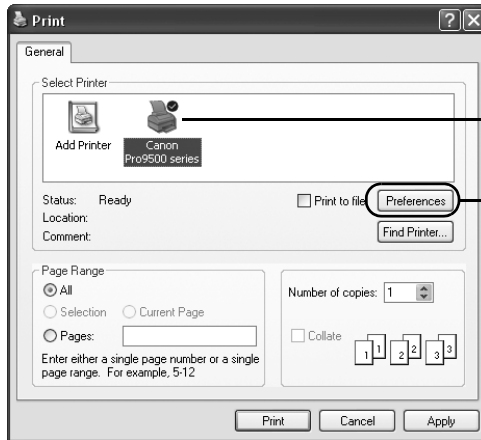 Print
General
Select Printer
Add Printer
Canon
Pro9500 series
Status: Ready
Print to file
Preferences
Location:
Comment:
Find Printer...
Page Range
All
Selection
Current Page
Pages:
Enter either a single page number or a single
page range. For example, 5-12
Number of copies: 1
Collate
1 1 2 2 3 3
Print
Cancel
Apply